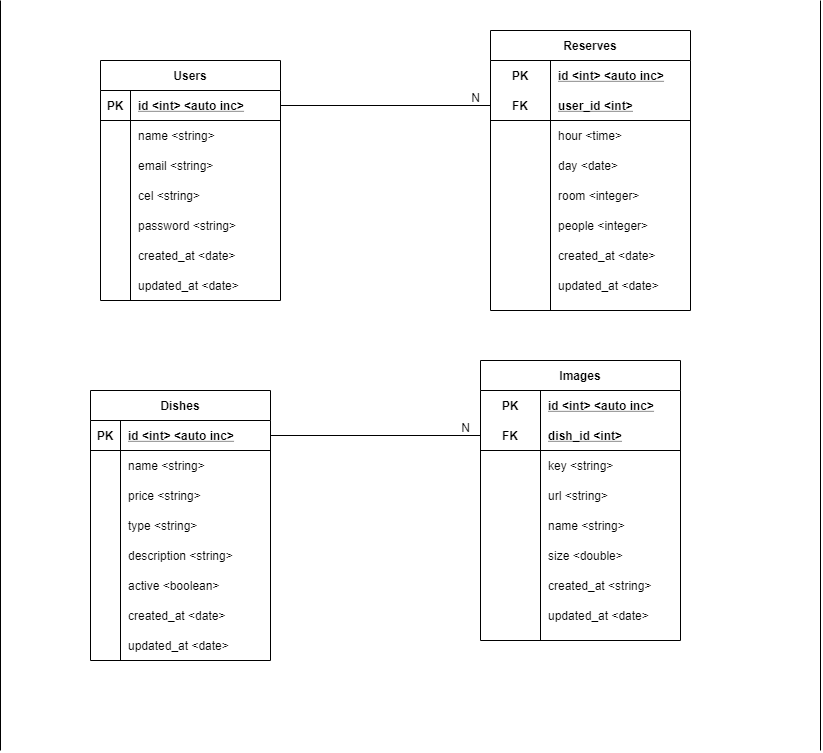 Users
PK id <int> <auto inc>
name <string>
email <string>
cel <string>
password <string>
created_at <date>
updated_at <date>
N
Reserves
PK id <int> <auto inc>
FK user_id <int>
hour <time>
day <date>
room <integer>
people <integer>
created_at <date>
updated_at <date>
Dishes
PK id <int> <auto inc>
name <string>
price <string>
type <string>
description <string>
active <boolean>
created_at <date>
updated_at <date>
N
Images
PK id <int> <auto inc>
FK dish_id <int>
key <string>
url <string>
name <string>
size <double>
created_at <string>
updated_at <date>